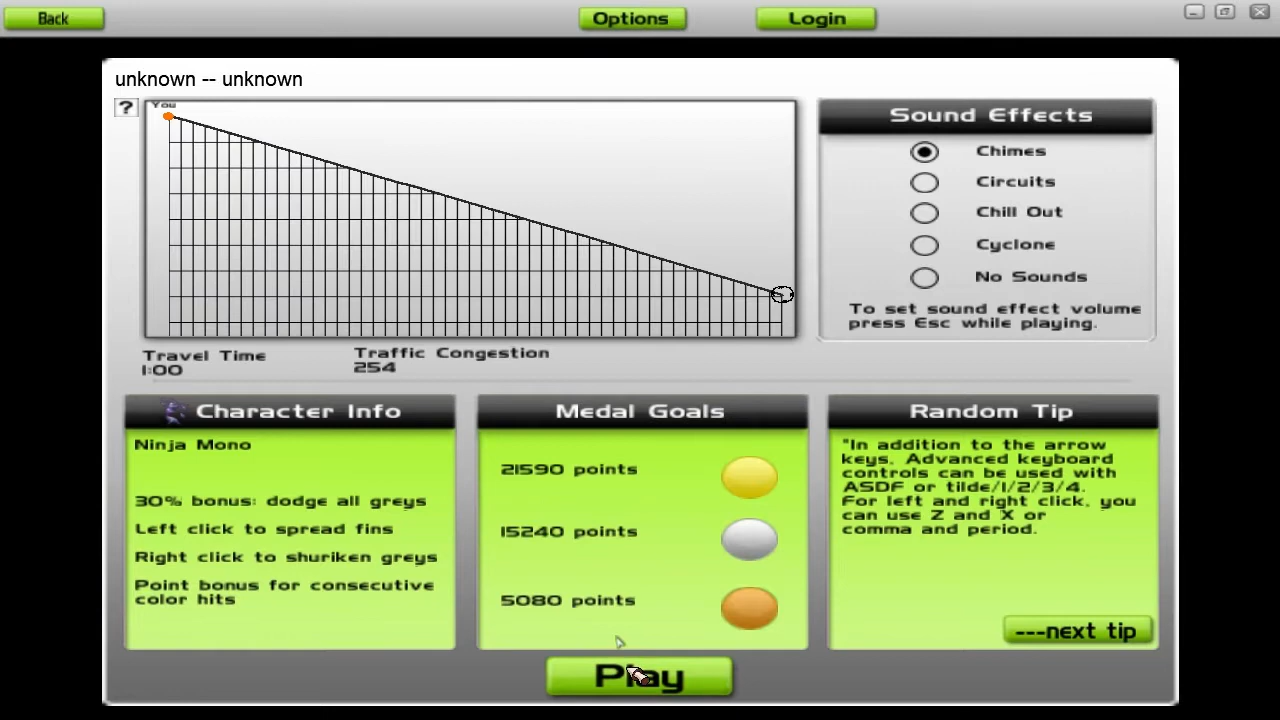 Back
Options
Login
unknown -- unknown
?
You
Sound Effects
Chimes
Circuits
Chill Out
Cyclone
No Sounds
To set sound effect volume
press Esc while playing.
Travel Time
1:00
Traffic Congestion
254
Character Info
Ninja Mono
30% bonus: dodge all greys
Left click to spread fins
Right click to shuriken greys
Point bonus for consecutive
color hits
Medal Goals
21590 points
15240 points
5080 points
Random Tip
"In addition to the arrow
keys, Advanced keyboard
controls can be used with
ASDF or tilde/1/2/3/4.
For left and right click, you
can use Z and X or
comma and period.
---next tip
Play